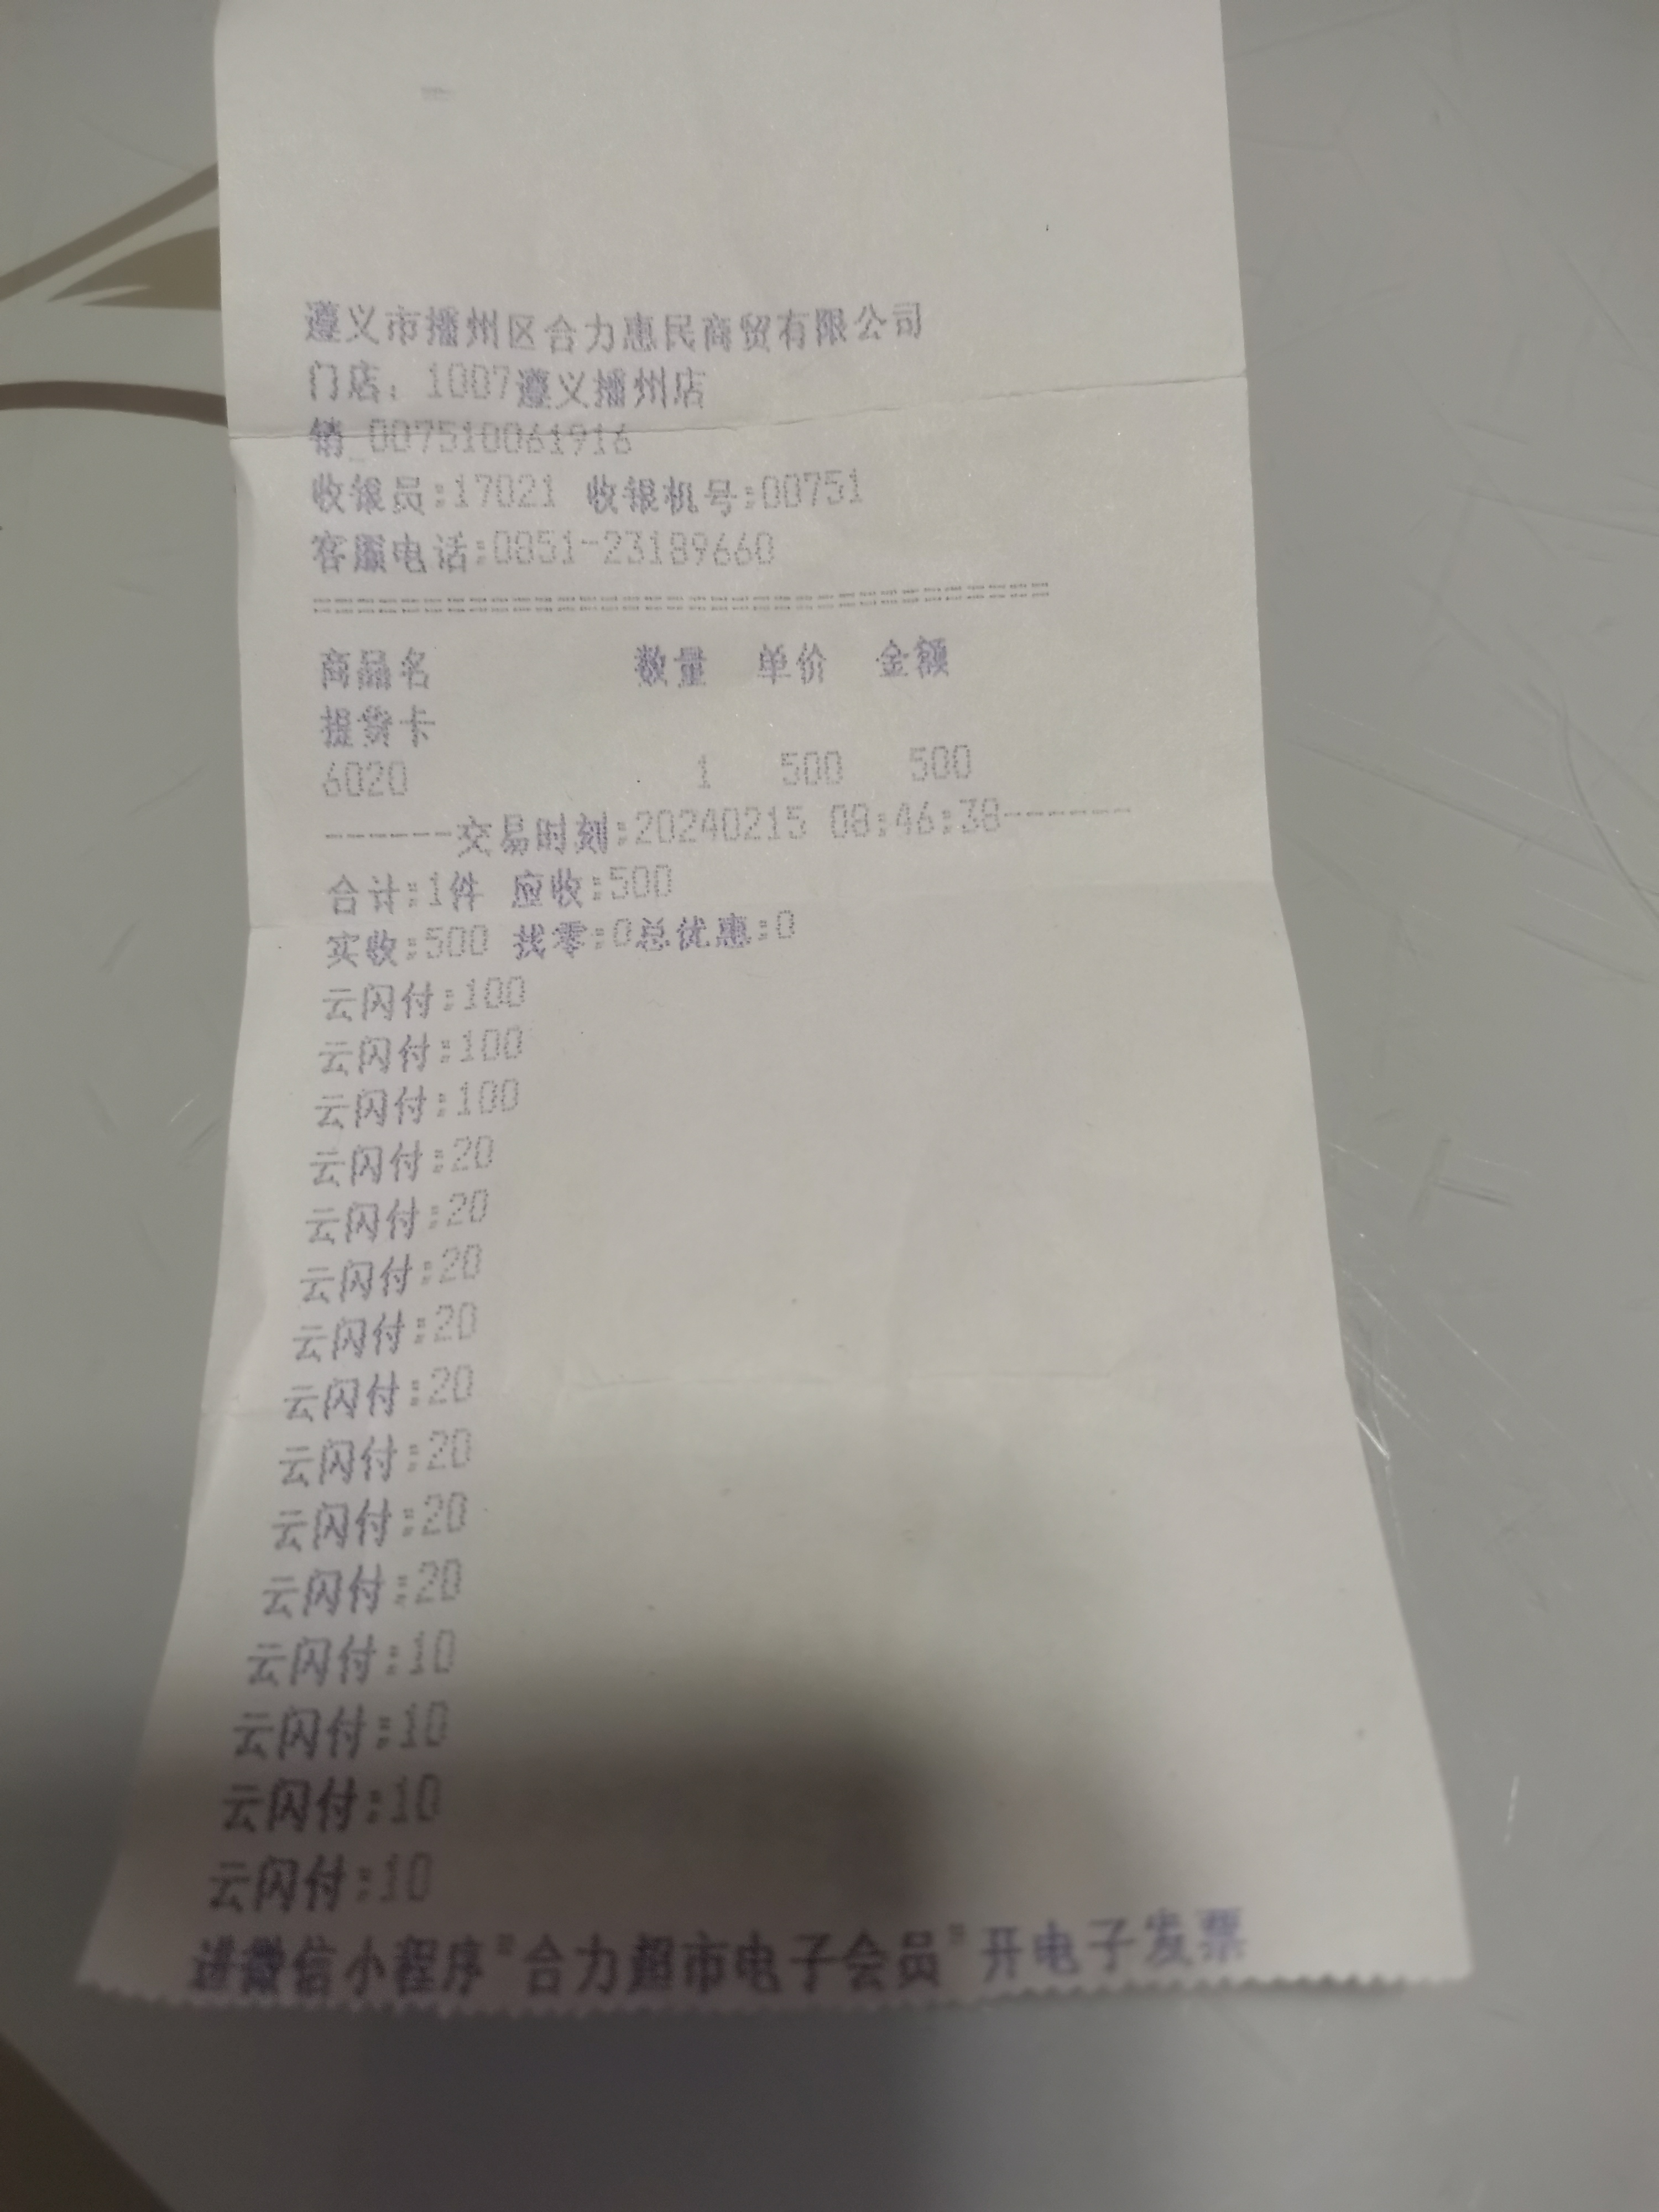 遵义市播州区合力惠民商贸有限公司
门店: 1007遵义播州店
销 007510061916
收银员:17021 收银机号:00751
客服电话:0851-23189660
==================================
商品名 数量 单价 金额
提货卡
6020 1 500 500
------交易时刻:20240215 08:46:38------
合计:1件 应收:500
实收:500 找零:0总优惠:0
云闪付:100
云闪付:100
云闪付:100
云闪付:20
云闪付:20
云闪付:20
云闪付:20
云闪付:20
云闪付:20
云闪付:20
云闪付:20
云闪付:10
云闪付:10
云闪付:10
云闪付:10
进微信小程序"合力超市电子会员"开电子发票